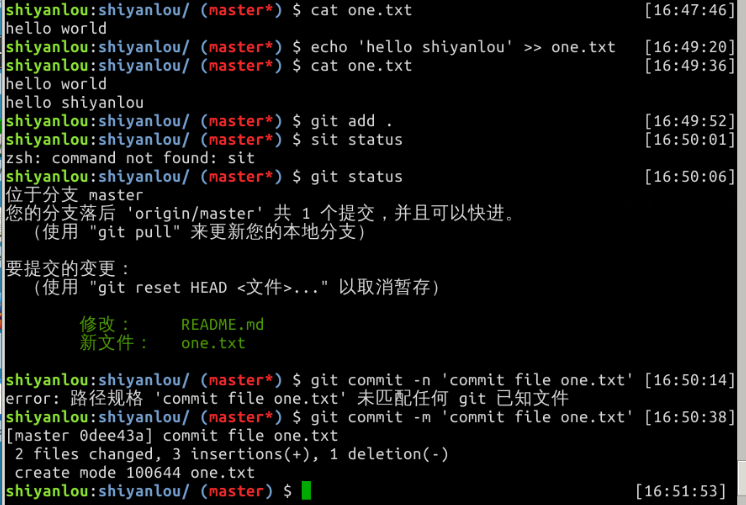 shiyanlou:shiyanlou/ (master*) $ cat one.txt [16:47:46]
hello world
shiyanlou:shiyanlou/ (master*) $ echo 'hello shiyanlou' >> one.txt [16:49:20]
shiyanlou:shiyanlou/ (master*) $ cat one.txt [16:49:36]
hello world
hello shiyanlou
shiyanlou:shiyanlou/ (master*) $ git add . [16:49:52]
shiyanlou:shiyanlou/ (master*) $ sit status [16:50:01]
zsh: command not found: sit
shiyanlou:shiyanlou/ (master*) $ git status [16:50:06]
位于分支 master
您的分支落后 'origin/master' 共 1 个提交，并且可以快进。
（使用 "git pull" 来更新您的本地分支）
要提交的变更：
（使用 "git reset HEAD <文件>..." 以取消暂存）
修改： README.md
新文件： one.txt
shiyanlou:shiyanlou/ (master*) $ git commit -n 'commit file one.txt' [16:50:14]
error: 路径规格 'commit file one.txt' 未匹配任何 git 已知文件
shiyanlou:shiyanlou/ (master*) $ git commit -m 'commit file one.txt' [16:50:38]
[master 0dee43a] commit file one.txt
2 files changed, 3 insertions(+), 1 deletion(-)
create mode 100644 one.txt
shiyanlou:shiyanlou/ (master) $ [16:51:53]